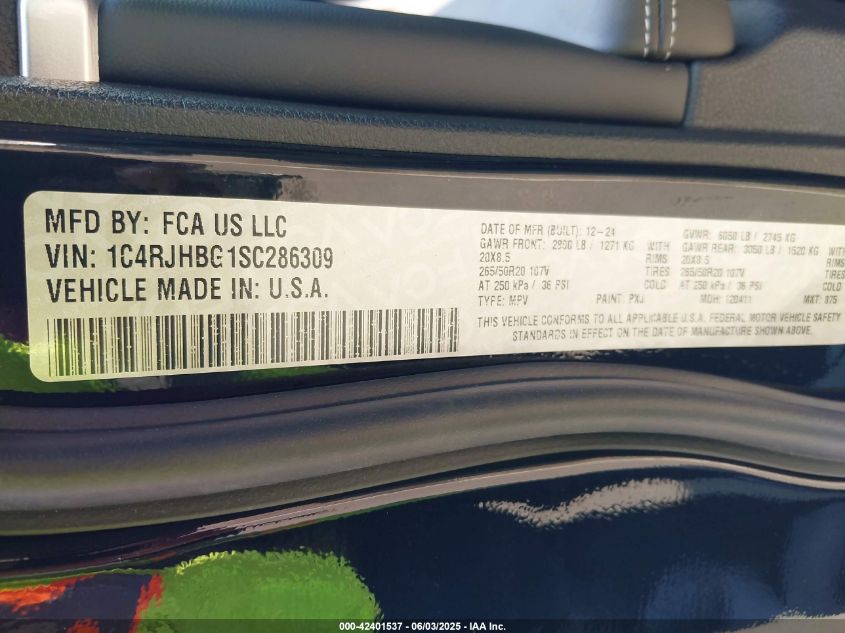 MFD BY: FCA US LLC
VIN: 1C4RJHBG1SC286309
VEHICLE MADE IN: U.S.A.
DATE OF MFR (BUILT): 12-24 GVWR: 6050 LB / 2745 KG
GAWR FRONT: 2800 LB / 1271 KG GAWR REAR: 3350 LB / 1520 KG
20X8.5 RIMS 20X8.5 RIMS
265/50R20 107V TIRES 265/50R20 107V TIRES
AT 250 kPa / 36 PSI COLD AT 250 kPa / 36 PSI COLD
TYPE: MPV PAINT: PXJ MDH: MKT: 875
THIS VEHICLE CONFORMS TO ALL APPLICABLE U.S.A. FEDERAL MOTOR VEHICLE SAFETY
STANDARDS IN EFFECT ON THE DATE OF MANUFACTURE SHOWN ABOVE.
000-42401537 - 06/03/2025 - IAA Inc.